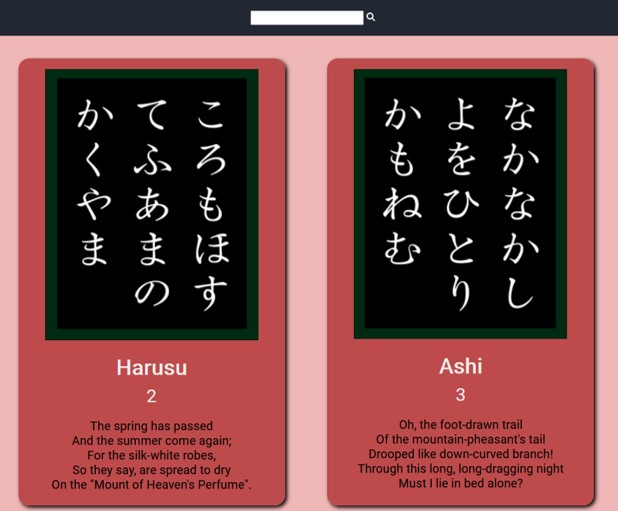 ころもほす
てふあまの
かくやま
Harusu
2
The spring has passed
And the summer come again;
For the silk-white robes,
So they say, are spread to dry
On the "Mount of Heaven's Perfume".
なかなかし
よをひとり
かもねむ
Ashi
3
Oh, the foot-drawn trail
Of the mountain-pheasant's tail
Drooped like down-curved branch!
Through this long, long-dragging night
Must I lie in bed alone?